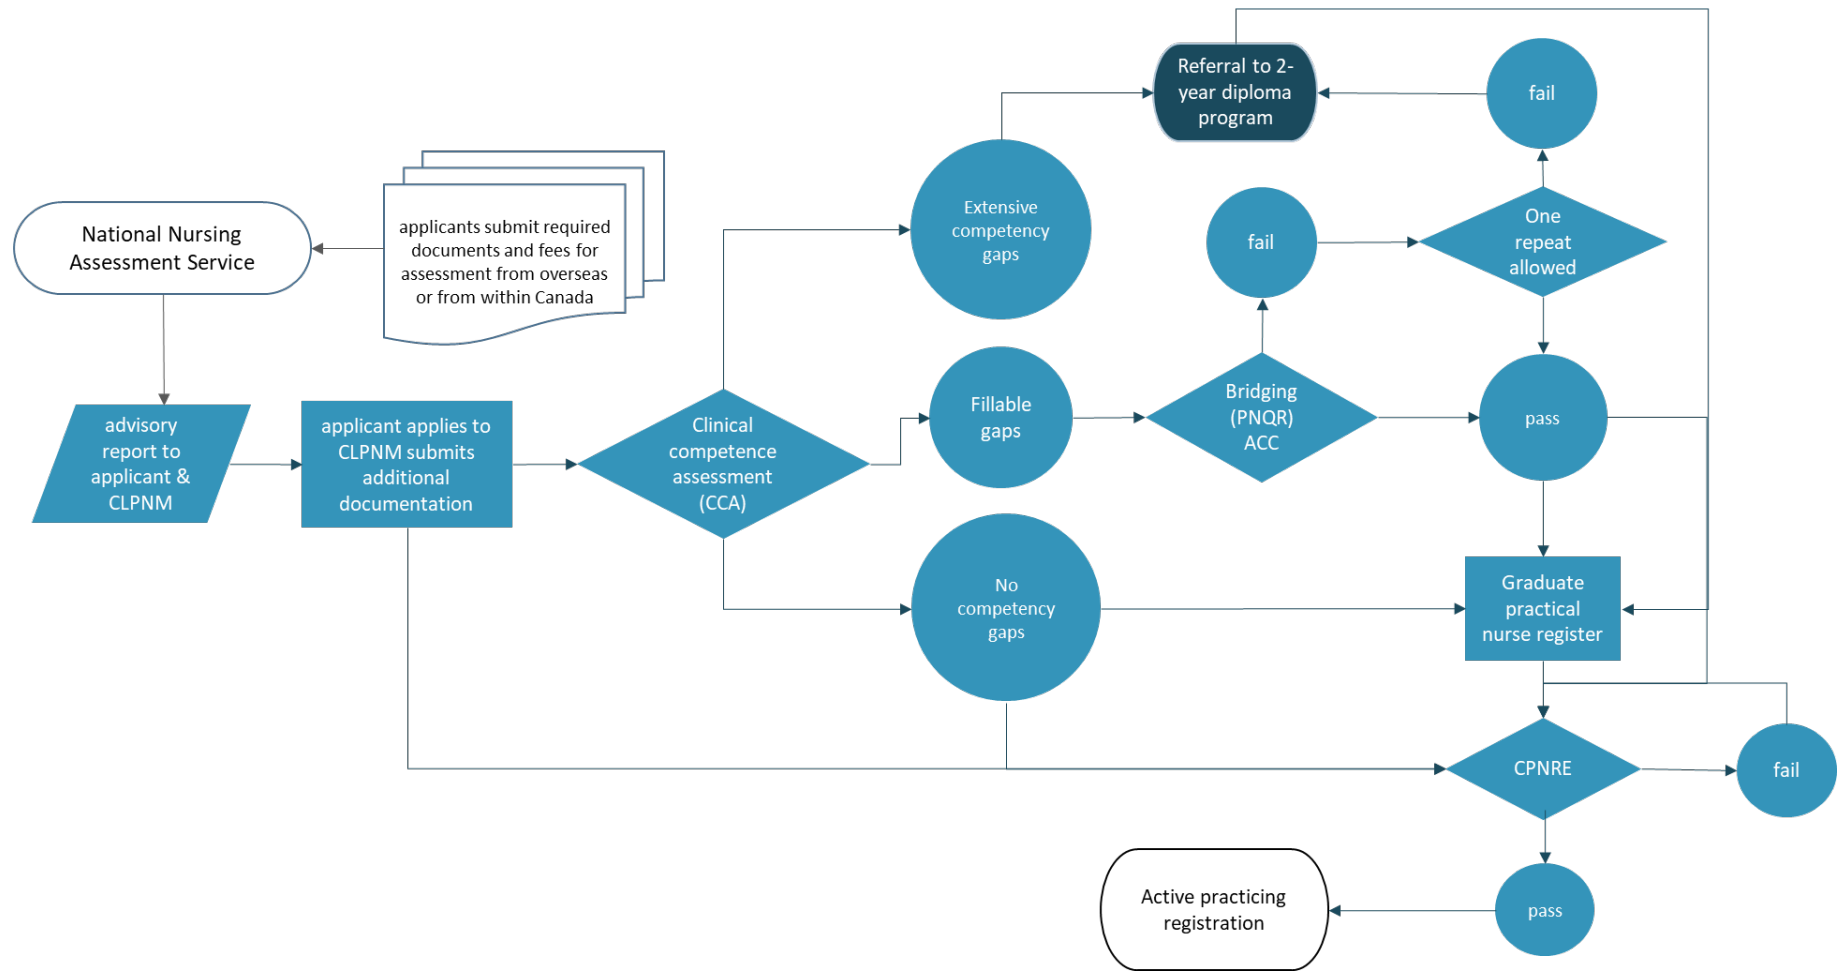 Referral to 2-
year diploma
program
fail
applicants submit required
documents and fees for
assessment from overseas
or from within Canada
National Nursing
Assessment Service
Extensive
competency
gaps
fail
One
repeat
allowed
advisory
report to
applicant &
CLPNM
applicant applies to
CLPNM submits
additional
documentation
Clinical
competence
assessment
(CCA)
Fillable
gaps
Bridging
(PNQR)
ACC
pass
No
competency
gaps
Graduate
practical
nurse register
CPNRE
fail
Active practicing
registration
pass